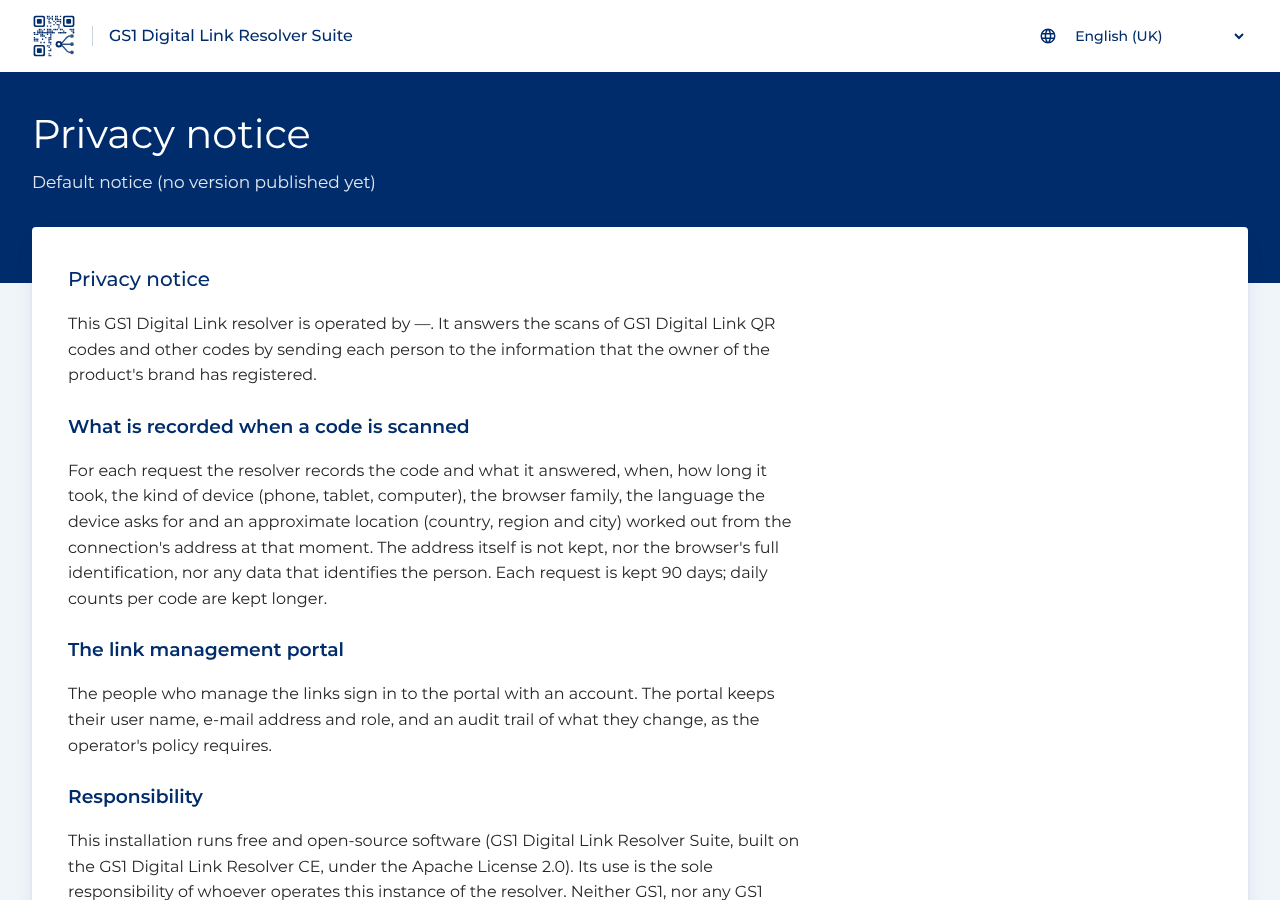 GS1 Digital Link Resolver Suite
English (UK)
Privacy notice
Default notice (no version published yet)
Privacy notice
This GS1 Digital Link resolver is operated by —. It answers the scans of GS1 Digital Link QR
codes and other codes by sending each person to the information that the owner of the
product's brand has registered.
What is recorded when a code is scanned
For each request the resolver records the code and what it answered, when, how long it
took, the kind of device (phone, tablet, computer), the browser family, the language the
device asks for and an approximate location (country, region and city) worked out from the
connection's address at that moment. The address itself is not kept, nor the browser's full
identification, nor any data that identifies the person. Each request is kept 90 days; daily
counts per code are kept longer.
The link management portal
The people who manage the links sign in to the portal with an account. The portal keeps
their user name, e-mail address and role, and an audit trail of what they change, as the
operator's policy requires.
Responsibility
This installation runs free and open-source software (GS1 Digital Link Resolver Suite, built on
the GS1 Digital Link Resolver CE, under the Apache License 2.0). Its use is the sole
responsibility of whoever operates this instance of the resolver. Neither GS1, nor any GS1